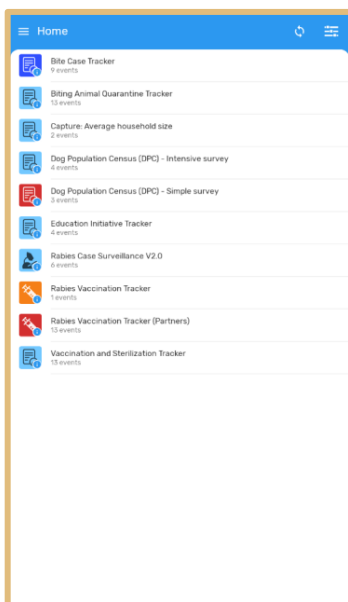 Home
Bite Case Tracker
9 events
Biting Animal Quarantine Tracker
13 events
Capture: Average household size
2 events
Dog Population Census (DPC) - Intensive survey
4 events
Dog Population Census (DPC) - Simple survey
3 events
Education Initiative Tracker
4 events
Rabies Case Surveillance V2.0
6 events
Rabies Vaccination Tracker
1 events
Rabies Vaccination Tracker (Partners)
13 events
Vaccination and Sterilization Tracker
13 events